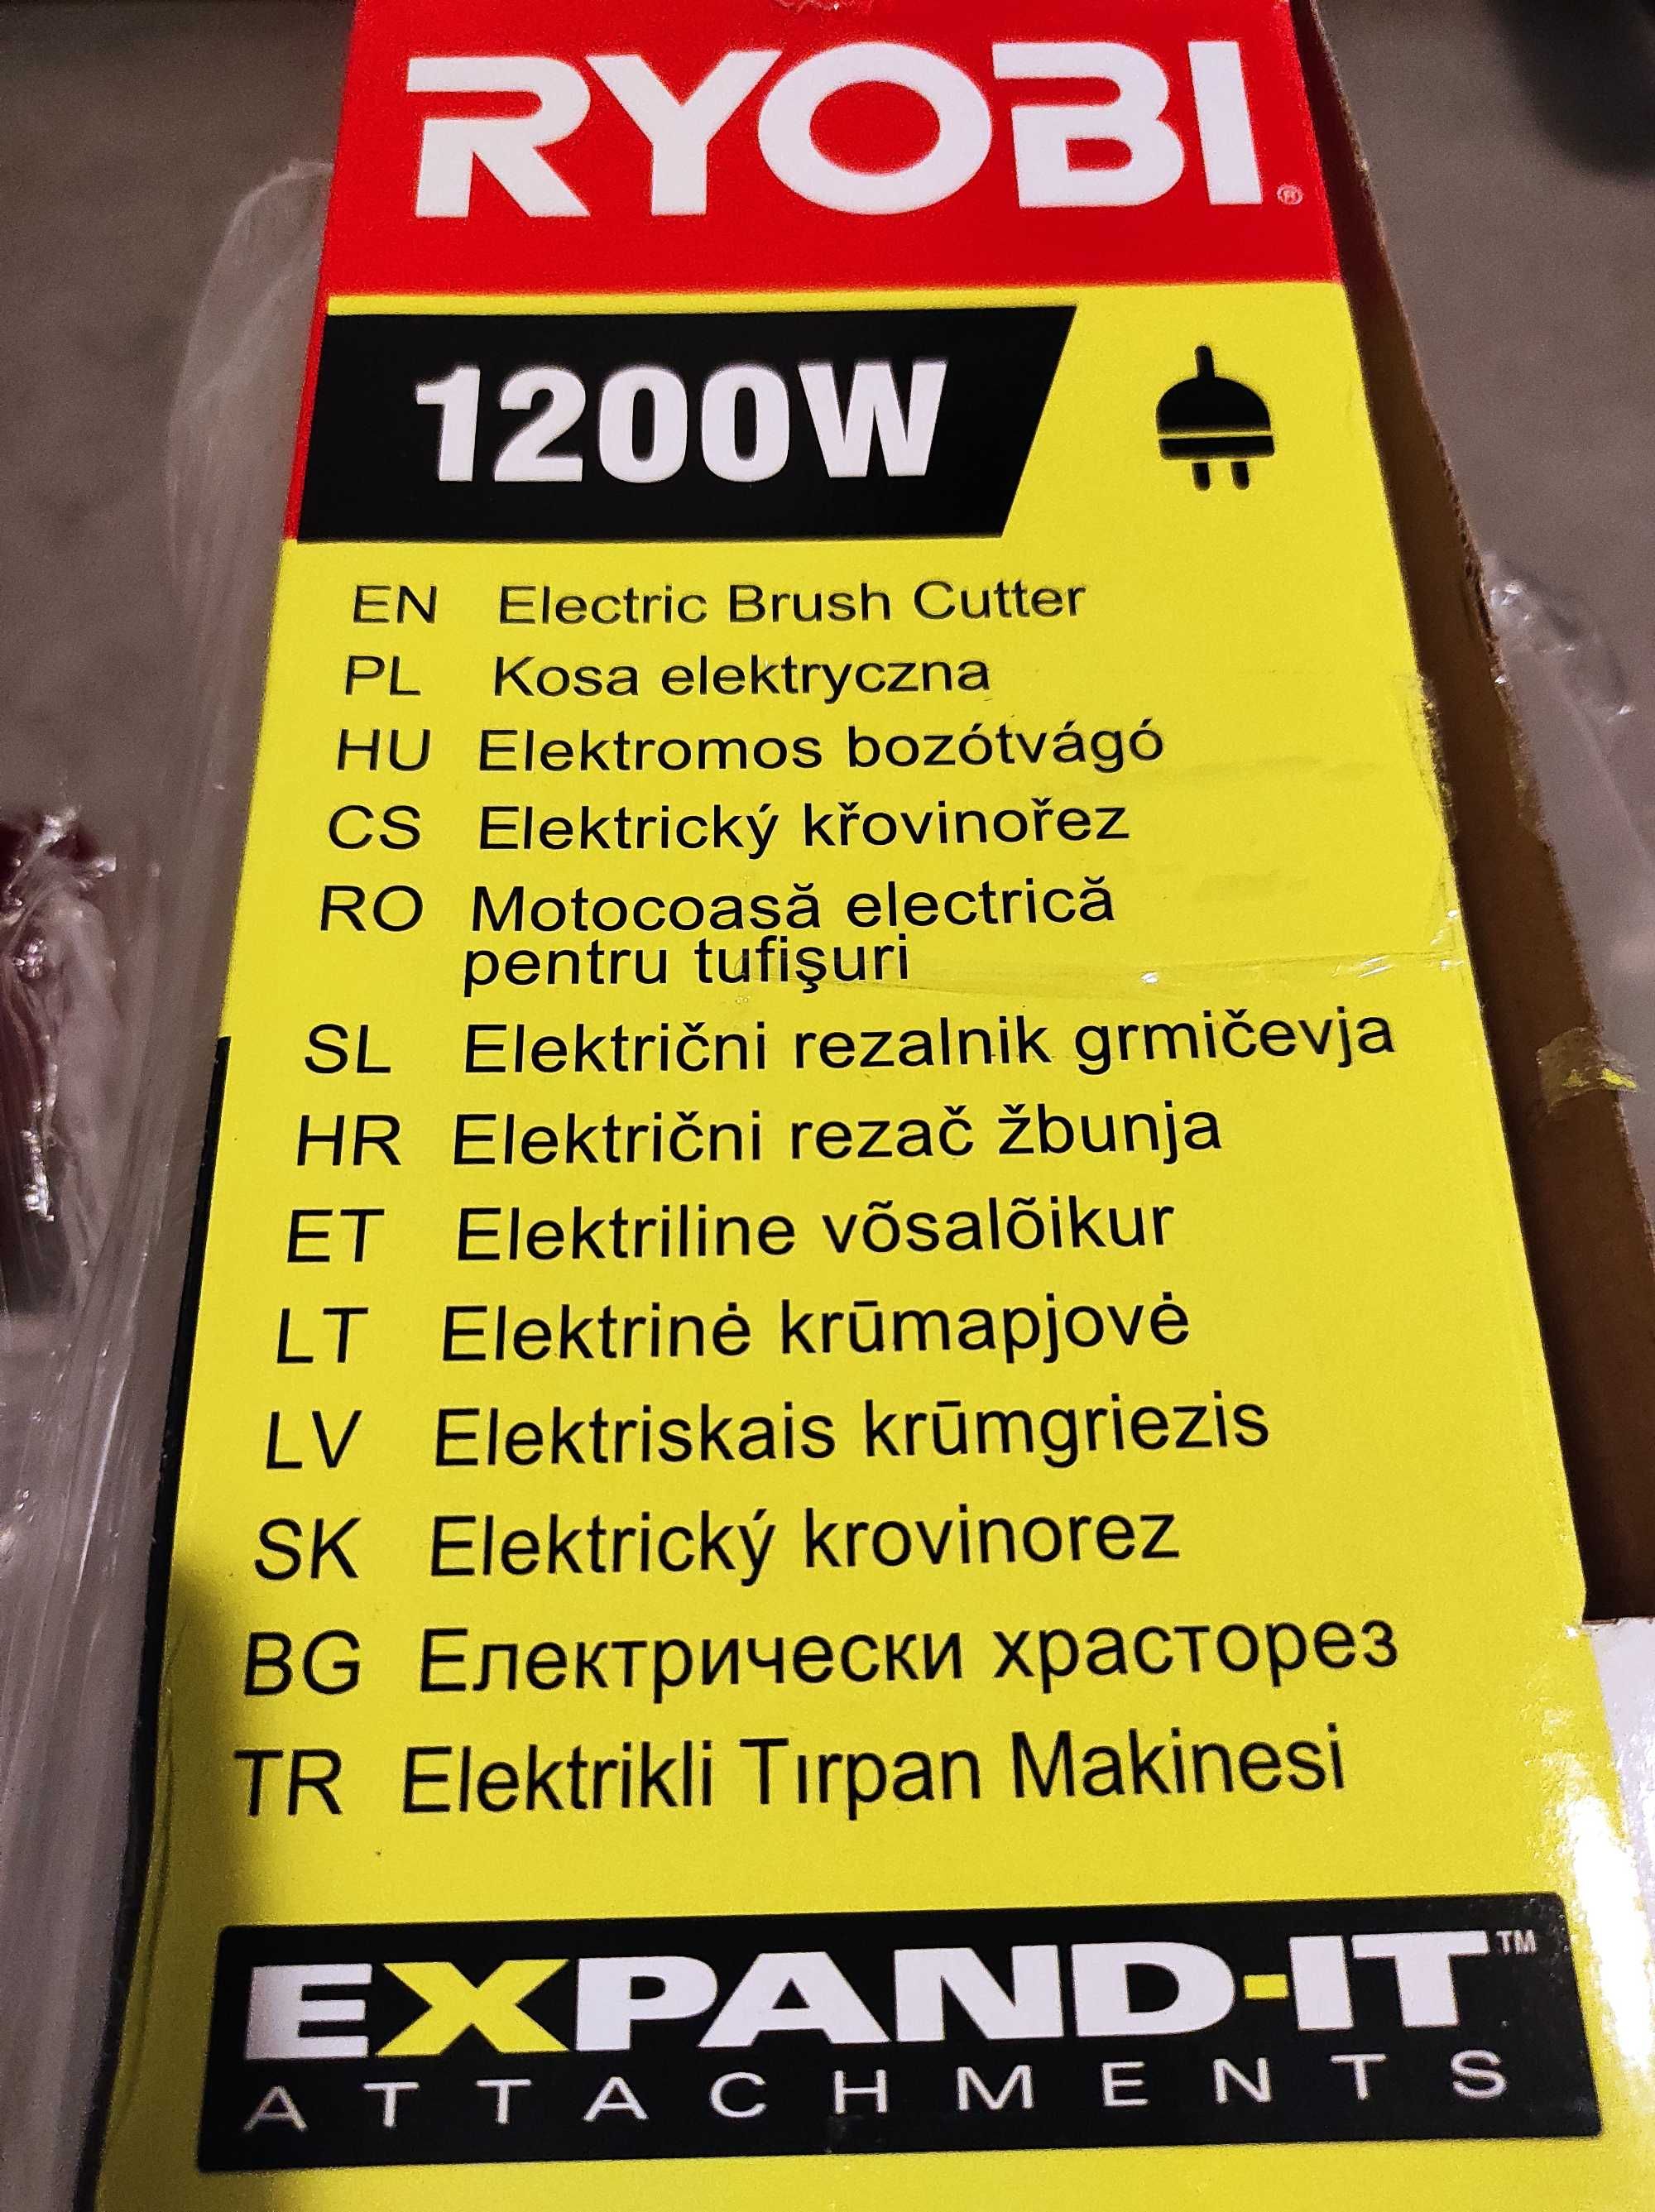 RYOBI®
1200W
EN Electric Brush Cutter
PL Kosa elektryczna
HU Elektromos bozótvágó
CS Elektrický křovinořez
RO Motocoasă electrică
pentru tufişuri
SL Električni rezalnik grmičevja
HR Električni rezač žbunja
ET Elektriline võsalõikur
LT Elektrinė krūmapjovė
LV Elektriskais krūmgriezis
SK Elektrický krovinorez
BG Електрически храсторез
TR Elektrikli Tırpan Makinesi
EXPAND-IT™
ATTACHMENTS